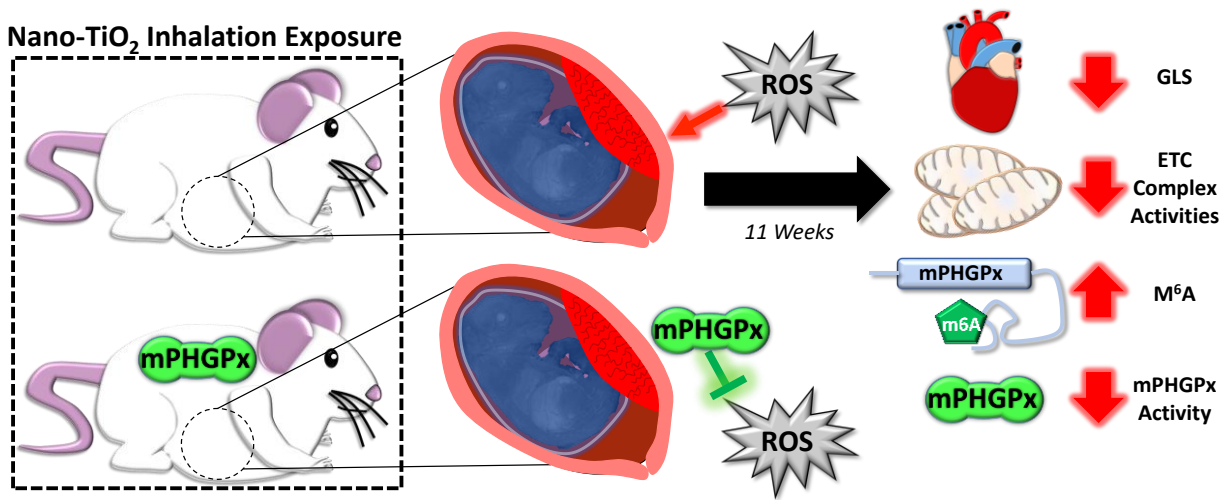 Nano-TiO₂ Inhalation Exposure
ROS
11 Weeks
GLS
ETC
Complex
Activities
mPHGPx
m6A
M⁶A
mPHGPx
mPHGPx
Activity
mPHGPx
mPHGPx
ROS